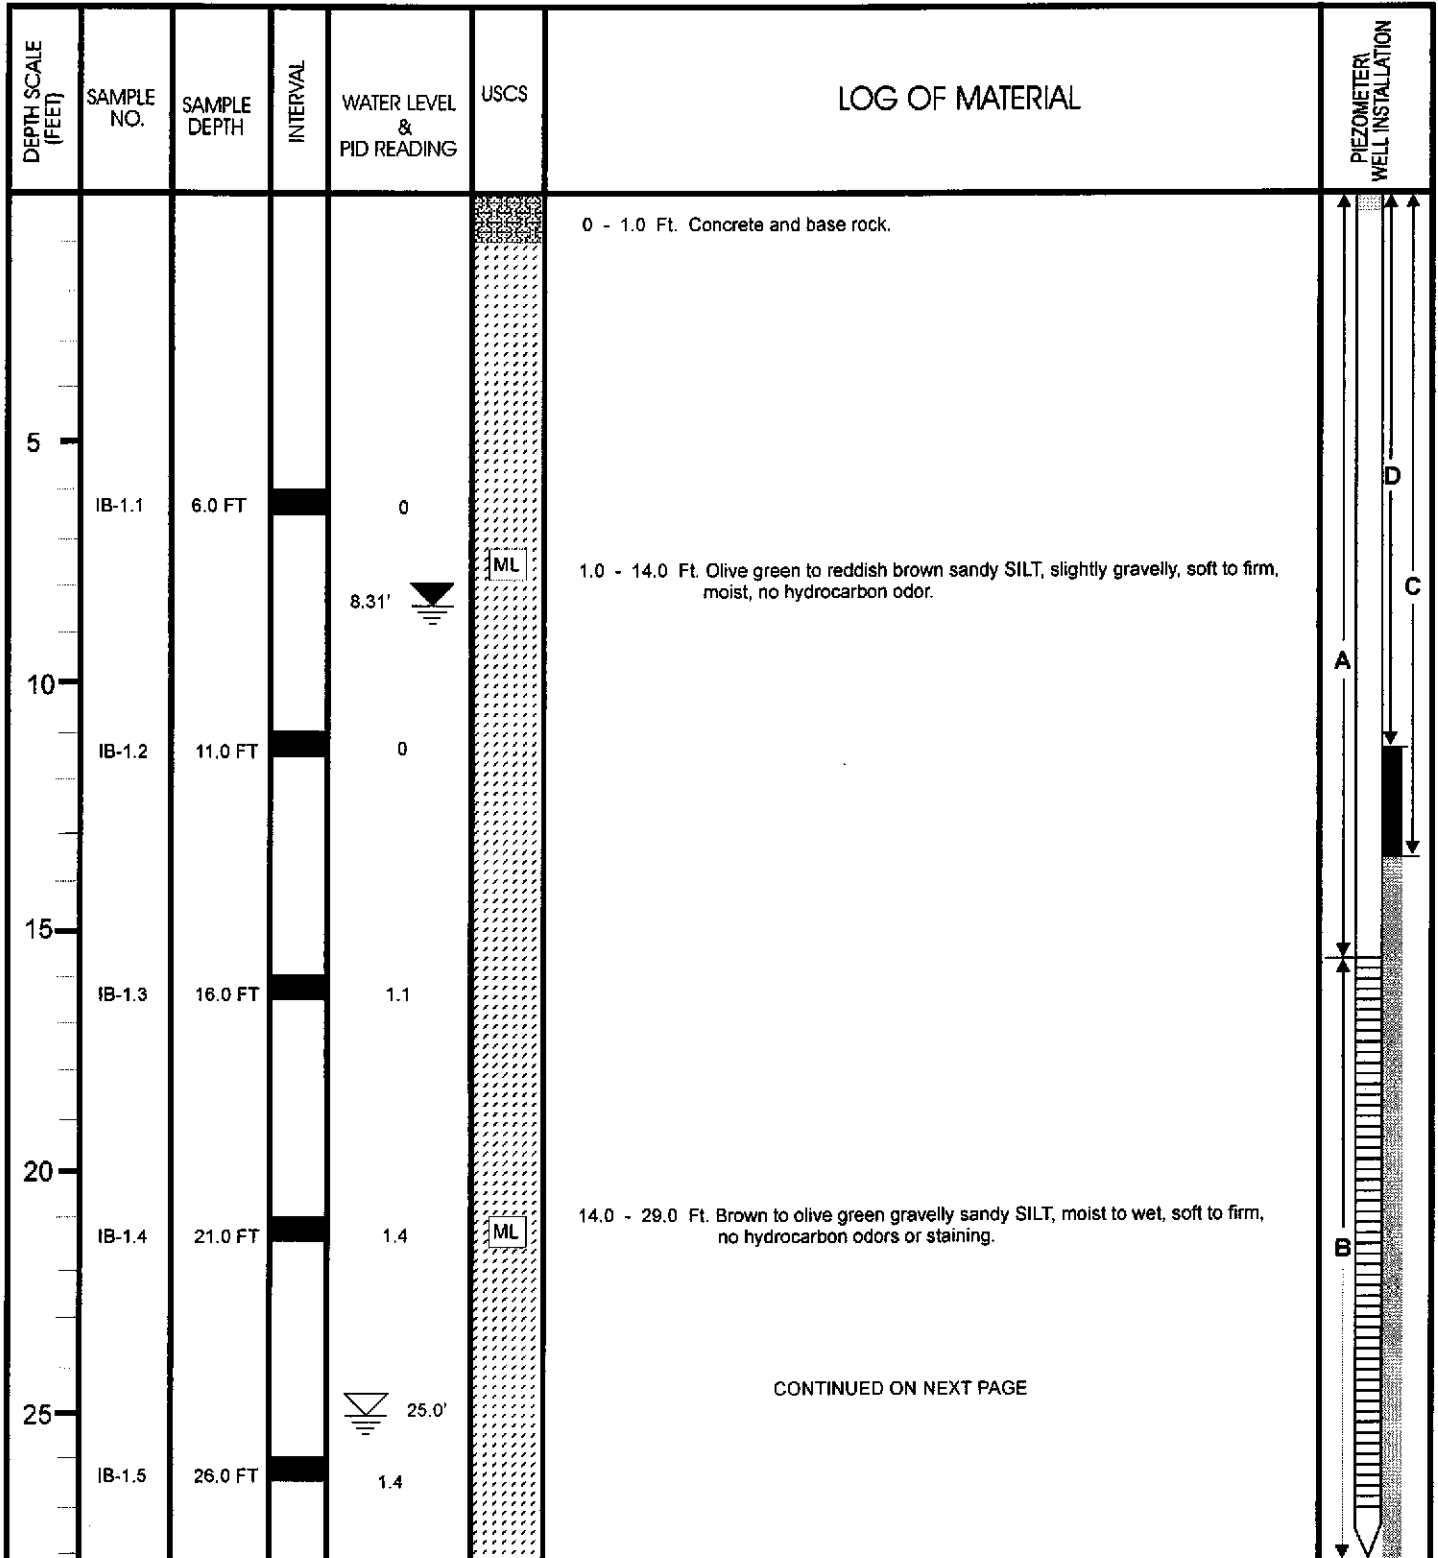 DEPTH SCALE
(FEET)
SAMPLE
NO.
SAMPLE
DEPTH
INTERVAL
WATER LEVEL
&
PID READING
USCS
LOG OF MATERIAL
PIEZOMETER\
WELL INSTALLATION
0 - 1.0 Ft. Concrete and base rock.
5
D
IB-1.1 6.0 FT 0
ML
1.0 - 14.0 Ft. Olive green to reddish brown sandy SILT, slightly gravelly, soft to firm,
moist, no hydrocarbon odor.
C
8.31'
A
10
IB-1.2 11.0 FT 0
15
IB-1.3 16.0 FT 1.1
20
IB-1.4 21.0 FT 1.4
ML
14.0 - 29.0 Ft. Brown to olive green gravelly sandy SILT, moist to wet, soft to firm,
no hydrocarbon odors or staining.
B
CONTINUED ON NEXT PAGE
25
25.0'
IB-1.5 26.0 FT 1.4